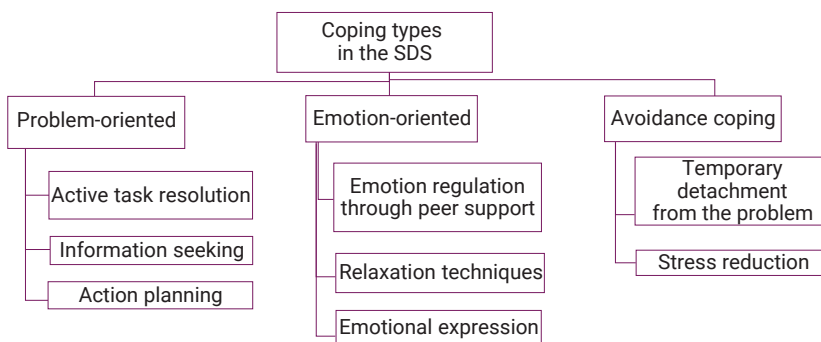 Coping types
in the SDS
Problem-oriented
Active task resolution
Information seeking
Action planning
Emotion-oriented
Emotion regulation
through peer support
Relaxation techniques
Emotional expression
Avoidance coping
Temporary
detachment
from the problem
Stress reduction